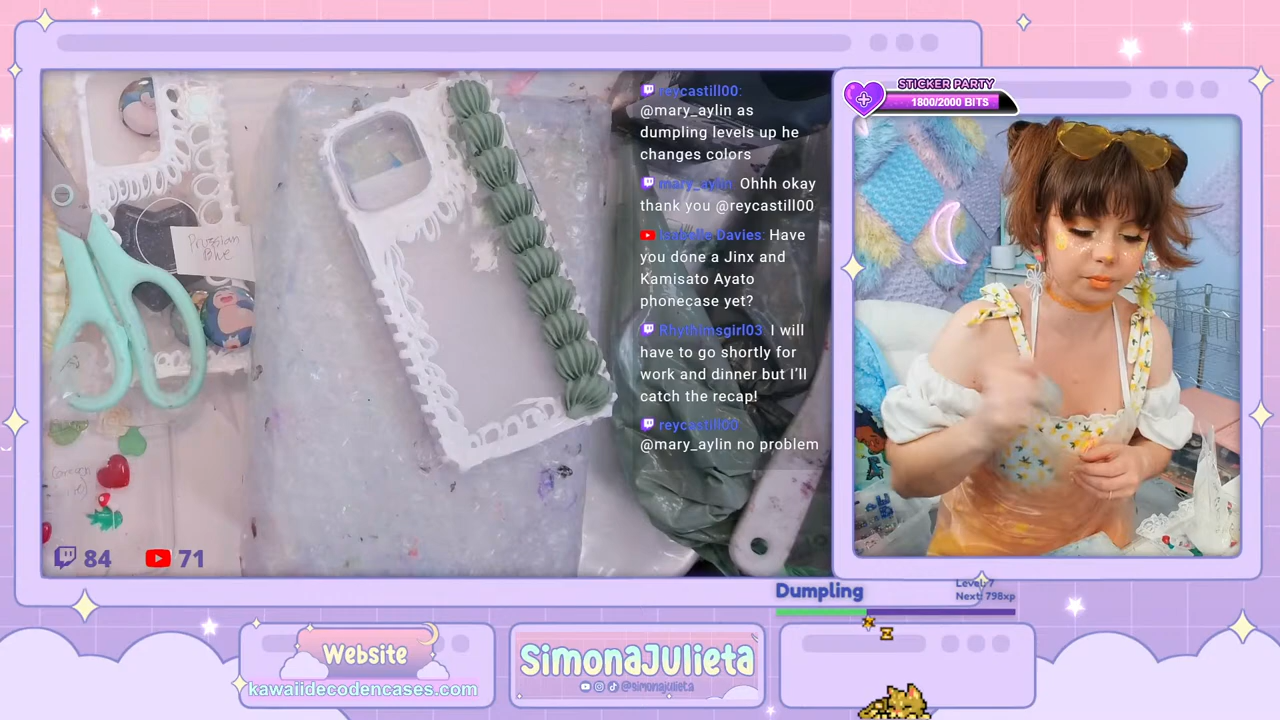 STICKER PARTY
1800/2000 BITS
reycastill00:
@mary_aylin as
dumpling levels up he
changes colors
mary_aylin: Ohhh okay
thank you @reycastill00
Isabelle Davies: Have
you done a Jinx and
Kamisato Ayato
phonecase yet?
Rhythimsgirl03: I will
have to go shortly for
work and dinner but I'll
catch the recap!
reycastill00:
@mary_aylin no problem
Prussian
Blue
84
71
Dumpling
Level: 7
Next: 798xp
Website
kawaiidecodencases.com
SimonaJulieta
@simonajulieta